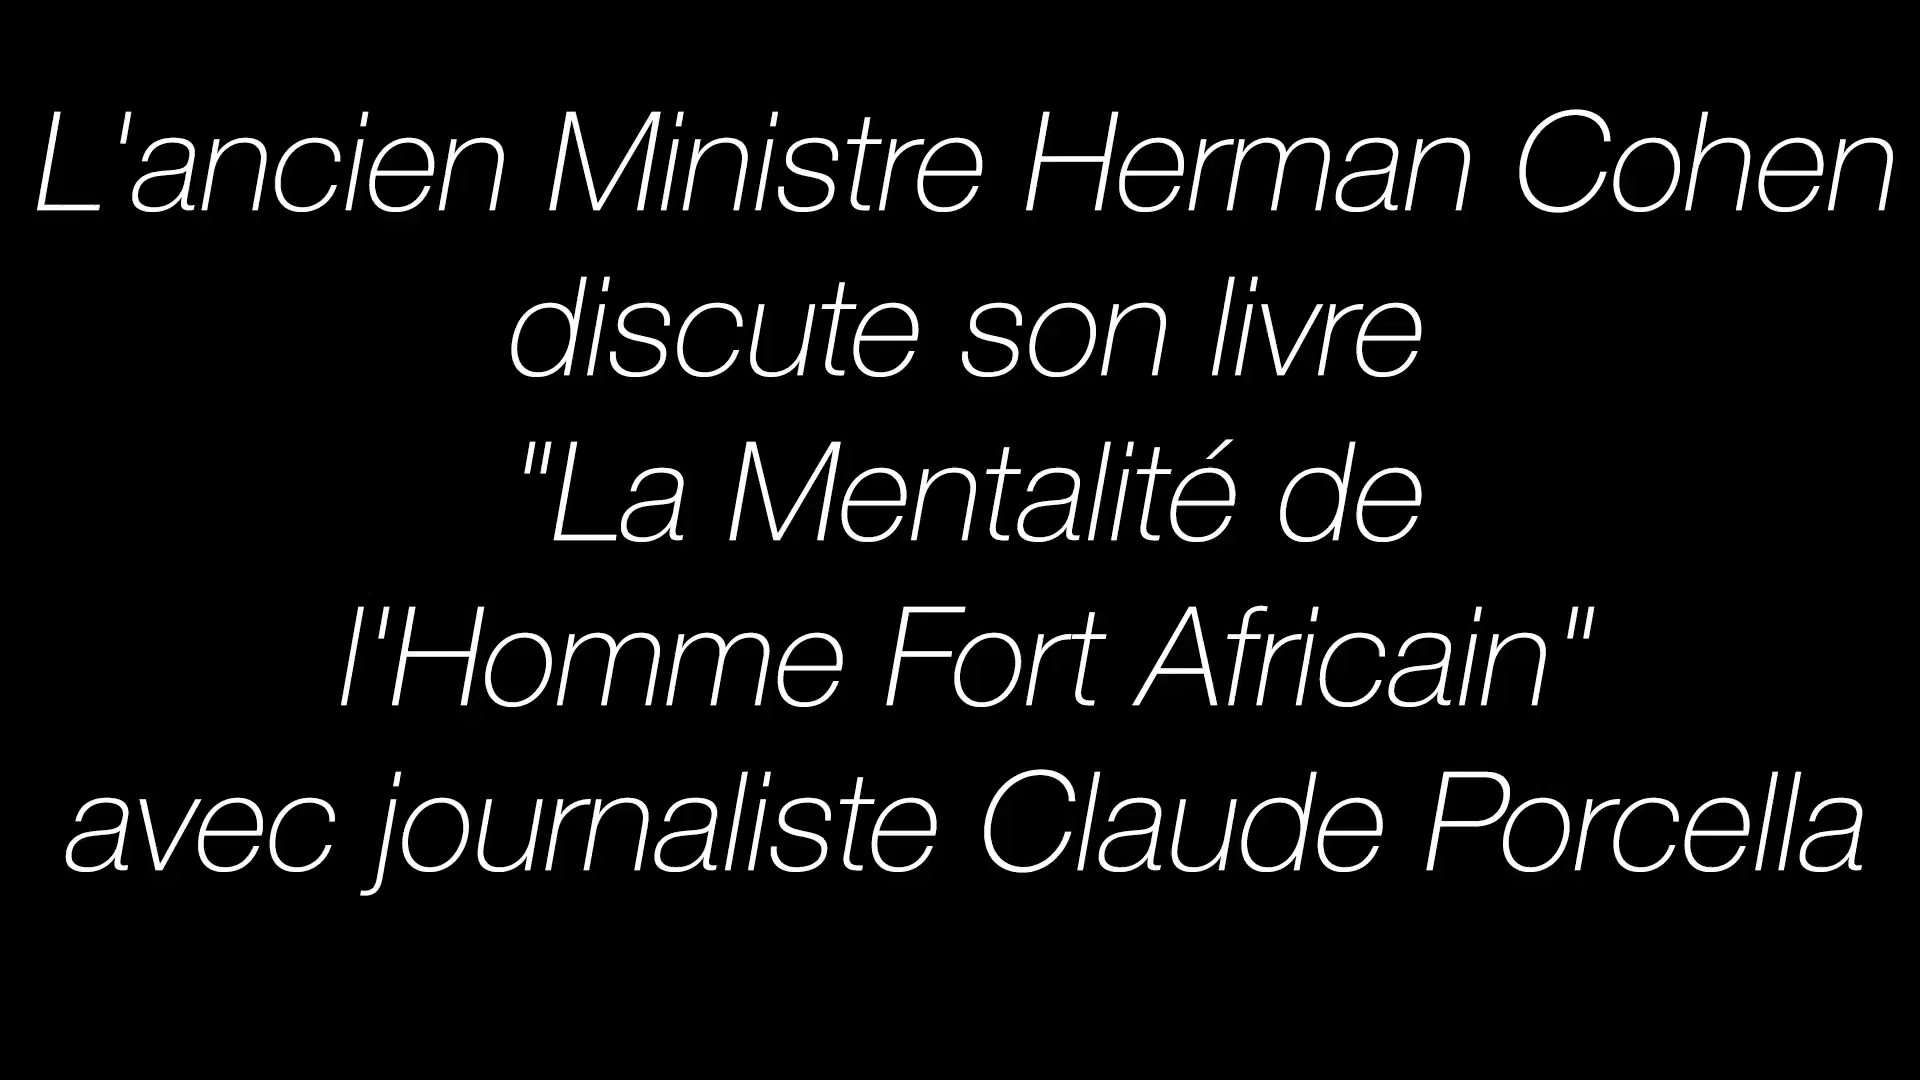 L'ancien Ministre Herman Cohen
discute son livre
"La Mentalité de
l'Homme Fort Africain"
avec journaliste Claude Porcella